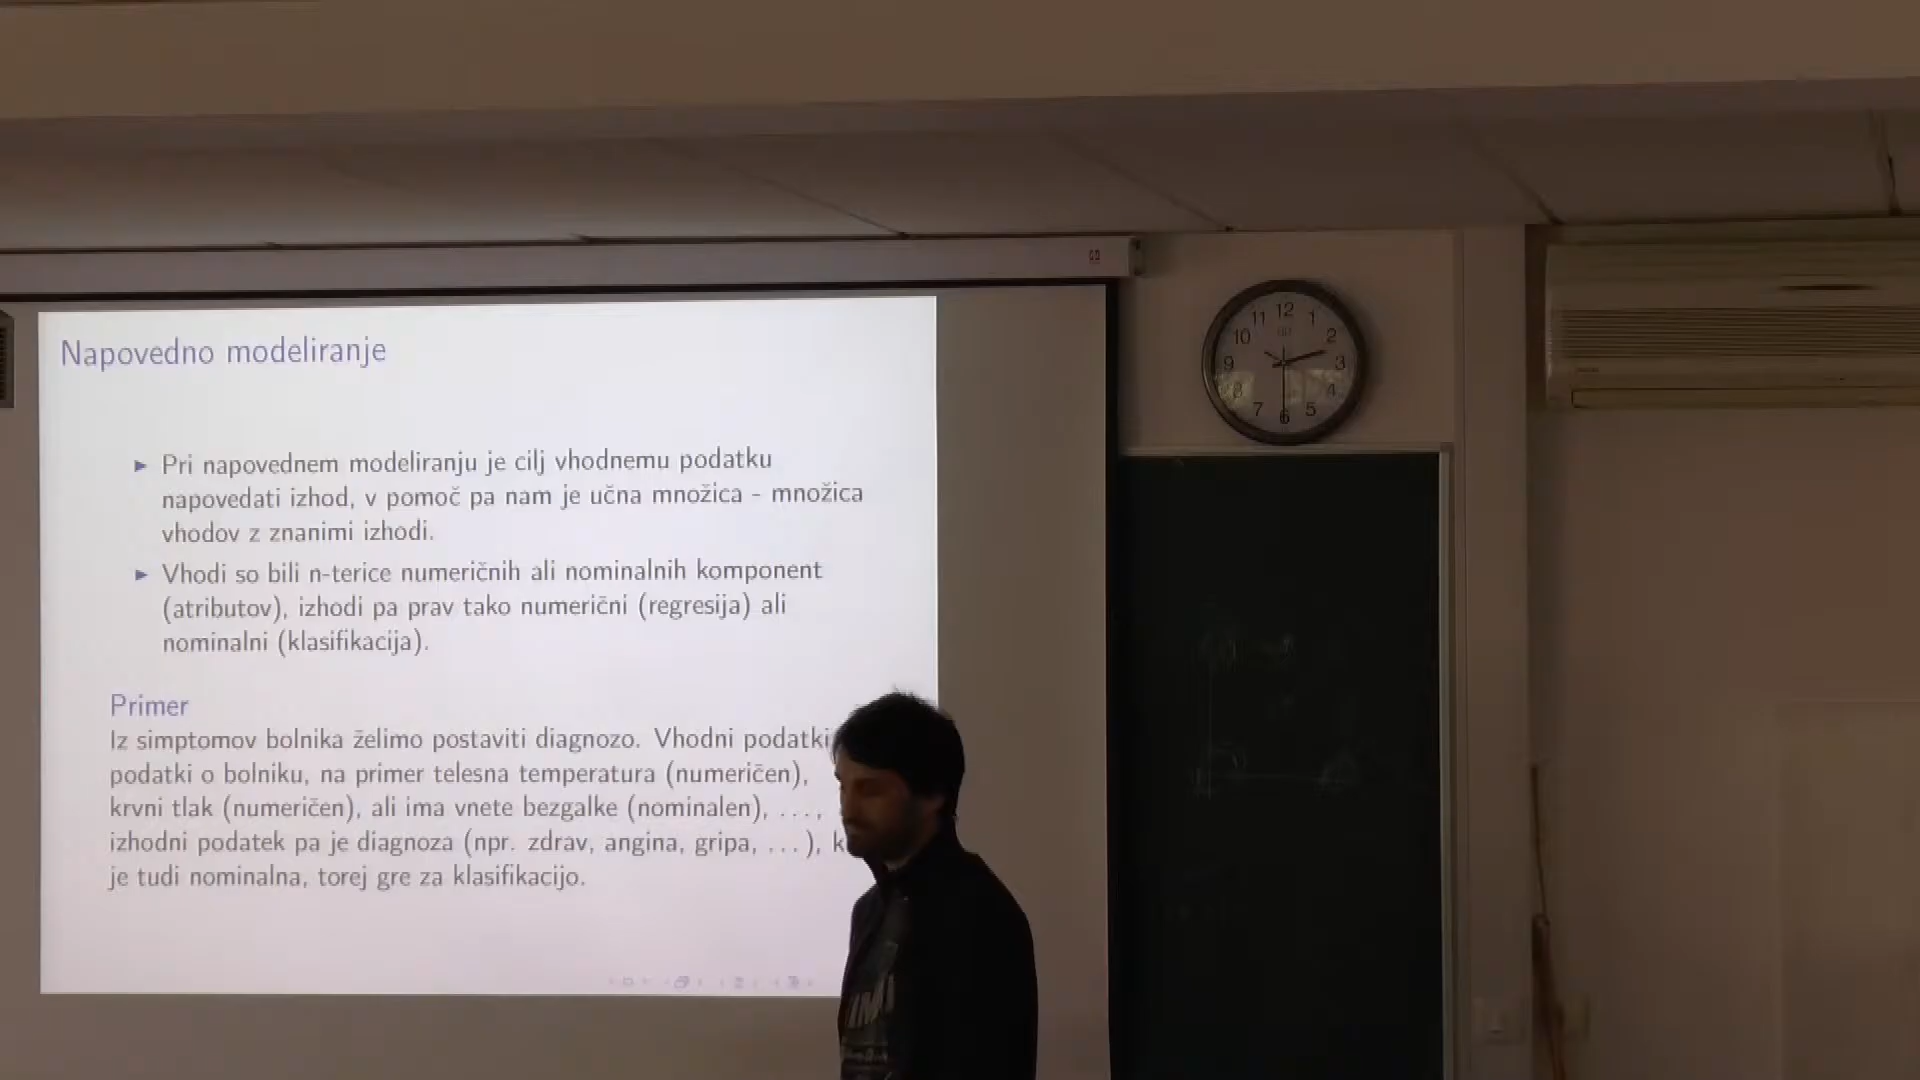 Napovedno modeliranje
Pri napovednem modeliranju je cilj vhodnemu podatku
napovedati izhod, v pomoč pa nam je učna množica - množica
vhodov z znanimi izhodi.
Vhodi so bili n-terice numeričnih ali nominalnih komponent
(atributov), izhodi pa prav tako numerični (regresija) ali
nominalni (klasifikacija).
Primer
Iz simptomov bolnika želimo postaviti diagnozo. Vhodni podatki
podatki o bolniku, na primer telesna temperatura (numeričen),
krvni tlak (numeričen), ali ima vnete bezgalke (nominalen), ...,
izhodni podatek pa je diagnoza (npr. zdrav, angina, gripa, ...), k
je tudi nominalna, torej gre za klasifikacijo.
12
1
2
3
4
5
6
7
8
9
10
11